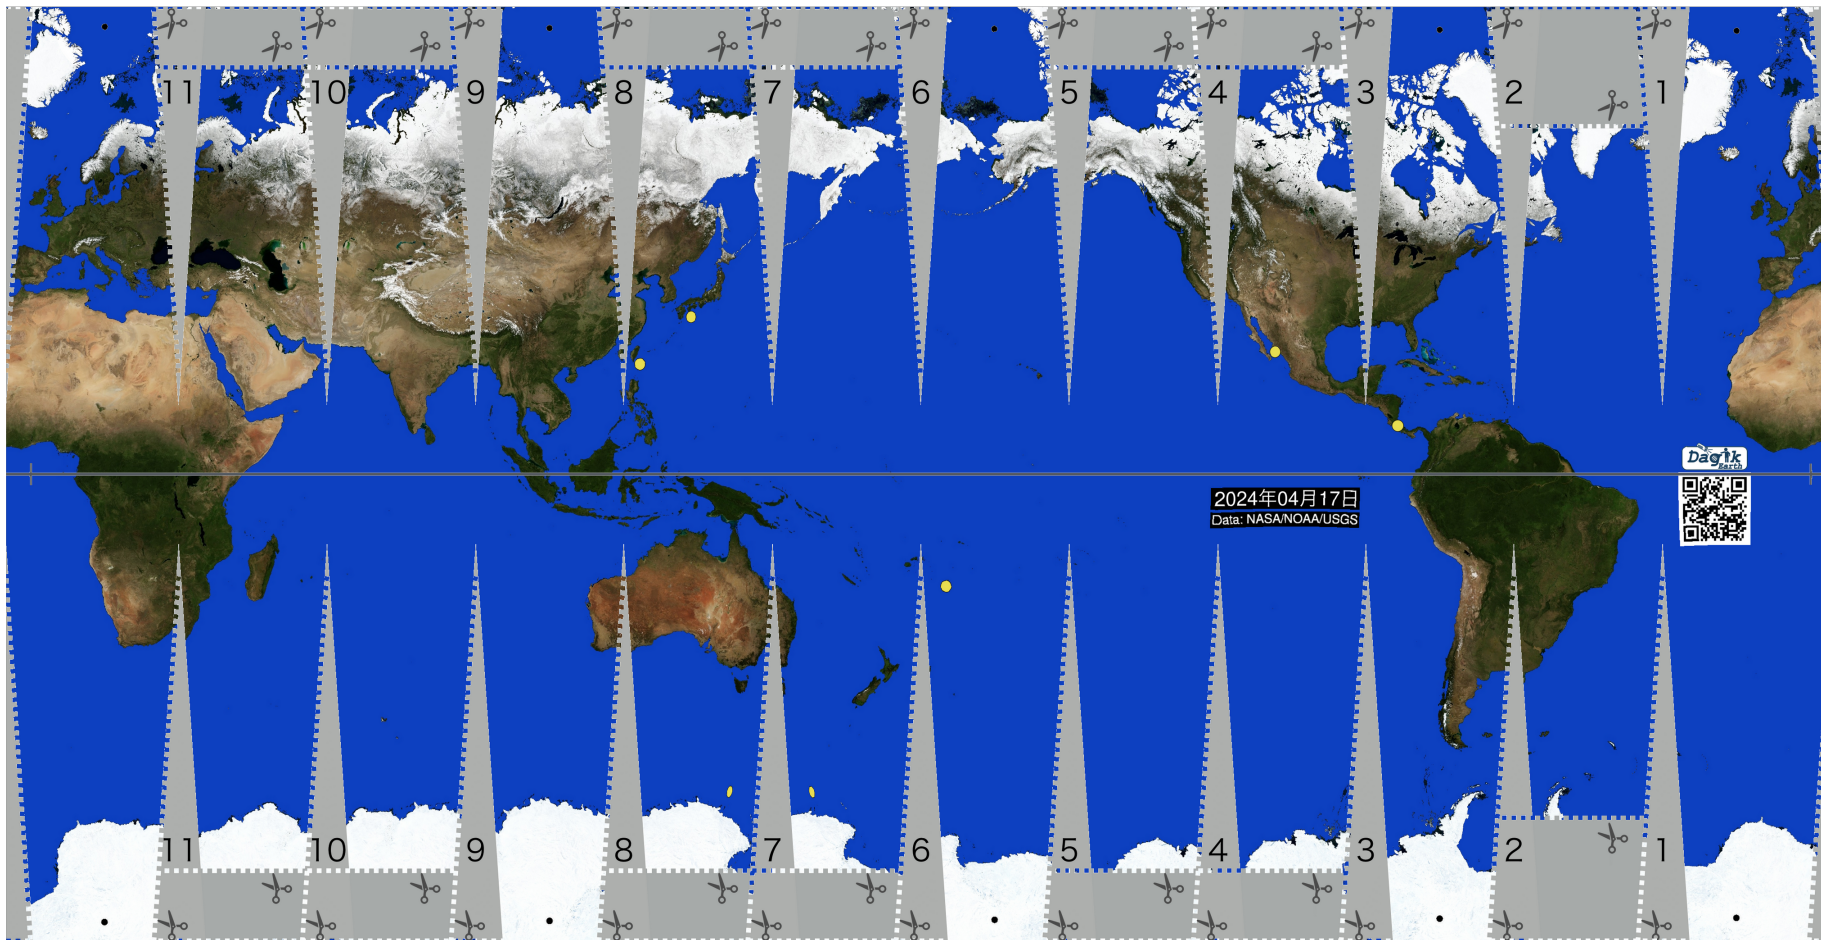 11 10 9 8 7 6 5 4 3 2 1
Dagik
Earth
2024年04月17日
Data: NASA/NOAA/USGS
11 10 9 8 7 6 5 4 3 2 1